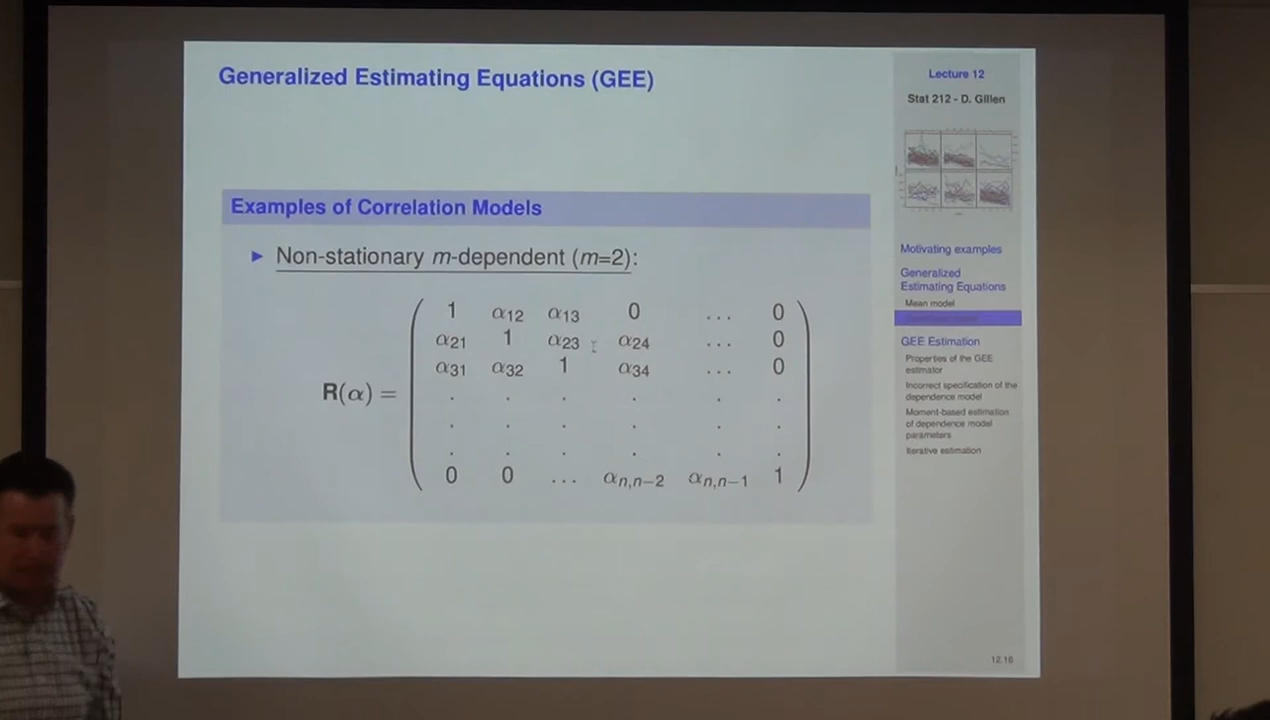 Generalized Estimating Equations (GEE)
Examples of Correlation Models
► Non-stationary m-dependent (m=2):
1 α12 α13 0 ... 0
α21 1 α23 α24 ... 0
α31 α32 1 α34 ... 0
R(α) =
. . . . . .
. . . . . .
. . . . . .
0 0 ... αn,n−2 αn,n−1 1
Lecture 12
Stat 212 - D. Gillen
Motivating examples
Generalized
Estimating Equations
Mean model
GEE Estimation
Properties of the GEE
estimator
Incorrect specification of the
dependence model
Moment-based estimation
of dependence model
parameters
Iterative estimation
12.16